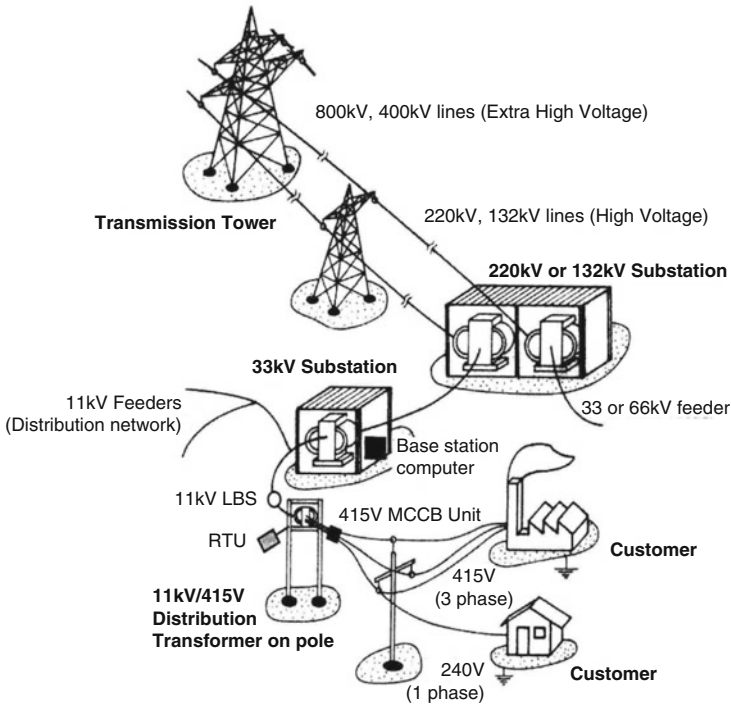 800kV, 400kV lines (Extra High Voltage)
Transmission Tower
220kV, 132kV lines (High Voltage)
220kV or 132kV Substation
33kV Substation
11kV Feeders
(Distribution network)
33 or 66kV feeder
Base station
computer
11kV LBS
415V MCCB Unit
RTU
Customer
415V
(3 phase)
11kV/415V
Distribution
Transformer on pole
240V
(1 phase)
Customer